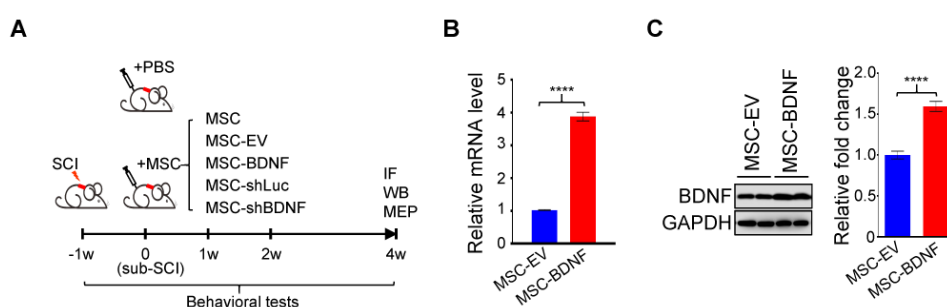 A
+PBS
SCI
+MSC
MSC
MSC-EV
MSC-BDNF
MSC-shLuc
MSC-shBDNF
IF
WB
MEP
-1w
0
1w
2w
4w
(sub-SCI)
Behavioral tests
B
Relative mRNA level
5
4
3
2
1
0
****
MSC-EV
MSC-BDNF
C
MSC-EV
MSC-BDNF
BDNF
GAPDH
Relative fold change
2.0
1.5
1.0
0.5
0.0
****
MSC-EV
MSC-BDNF